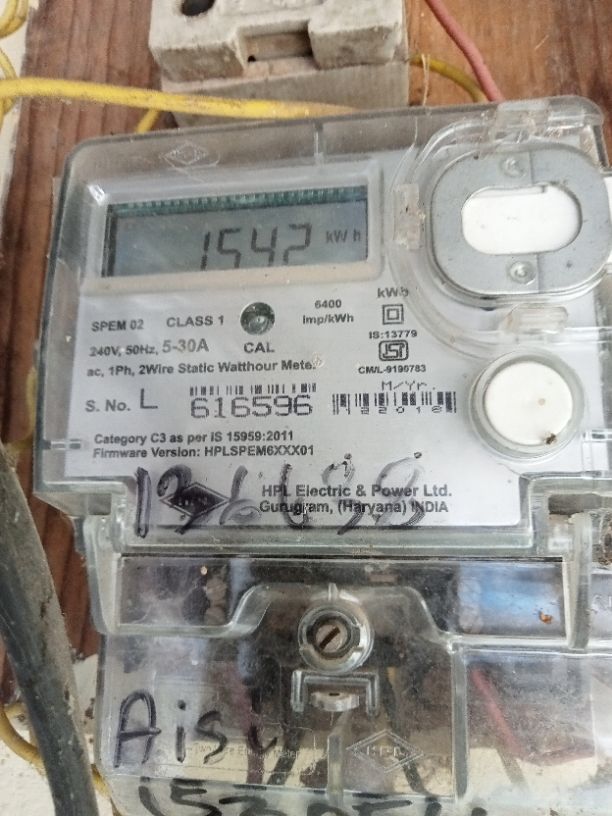 1542 kWh
SPEM 02 CLASS 1 6400 imp/kWh kWh
IS:13779
240V, 50Hz, 5-30A CAL
ac, 1Ph, 2Wire Static Watthour Meter
CM/L-9190783
M/Yr.
S. No. L 616596 122018
Category C3 as per IS 15959:2011
Firmware Version: HPLSPEM6XXX01
HPL Electric & Power Ltd.
Gurugram, (Haryana) INDIA
HPL